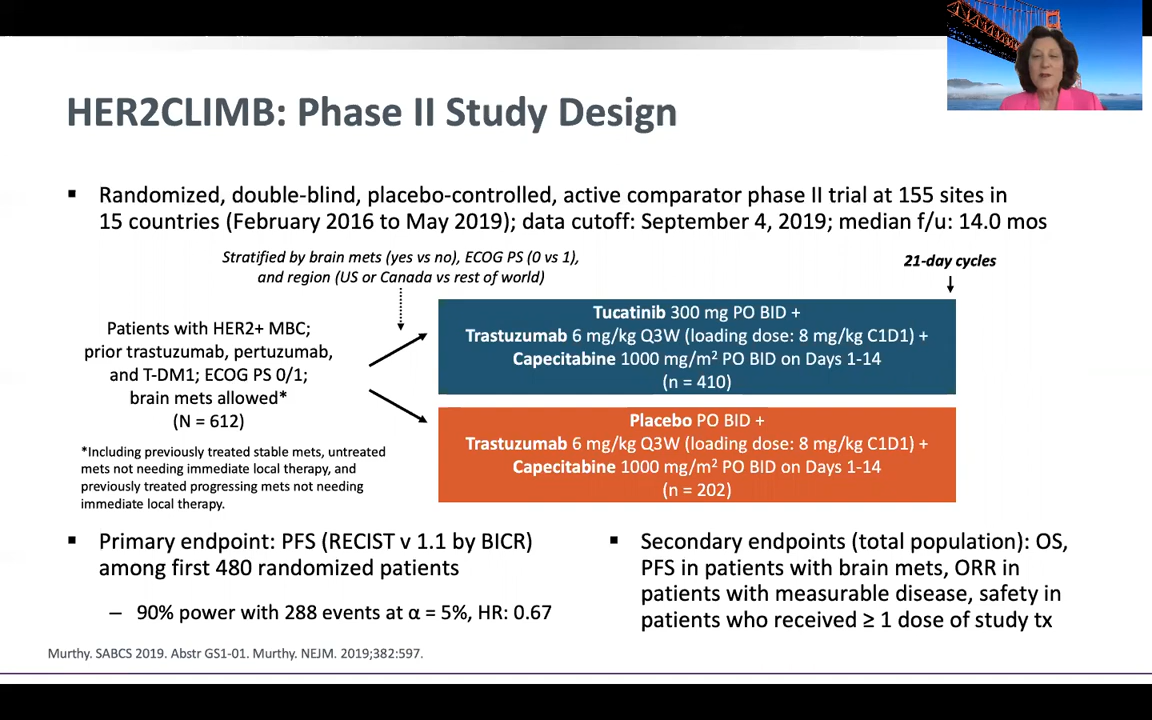 HER2CLIMB: Phase II Study Design
▪ Randomized, double-blind, placebo-controlled, active comparator phase II trial at 155 sites in
15 countries (February 2016 to May 2019); data cutoff: September 4, 2019; median f/u: 14.0 mos
Stratified by brain mets (yes vs no), ECOG PS (0 vs 1),
and region (US or Canada vs rest of world)
21-day cycles
Patients with HER2+ MBC;
prior trastuzumab, pertuzumab,
and T-DM1; ECOG PS 0/1;
brain mets allowed*
(N = 612)
*Including previously treated stable mets, untreated
mets not needing immediate local therapy, and
previously treated progressing mets not needing
immediate local therapy.
Tucatinib 300 mg PO BID +
Trastuzumab 6 mg/kg Q3W (loading dose: 8 mg/kg C1D1) +
Capecitabine 1000 mg/m² PO BID on Days 1-14
(n = 410)
Placebo PO BID +
Trastuzumab 6 mg/kg Q3W (loading dose: 8 mg/kg C1D1) +
Capecitabine 1000 mg/m² PO BID on Days 1-14
(n = 202)
▪ Primary endpoint: PFS (RECIST v 1.1 by BICR)
among first 480 randomized patients
– 90% power with 288 events at α = 5%, HR: 0.67
▪ Secondary endpoints (total population): OS,
PFS in patients with brain mets, ORR in
patients with measurable disease, safety in
patients who received ≥ 1 dose of study tx
Murthy. SABCS 2019. Abstr GS1-01. Murthy. NEJM. 2019;382:597.